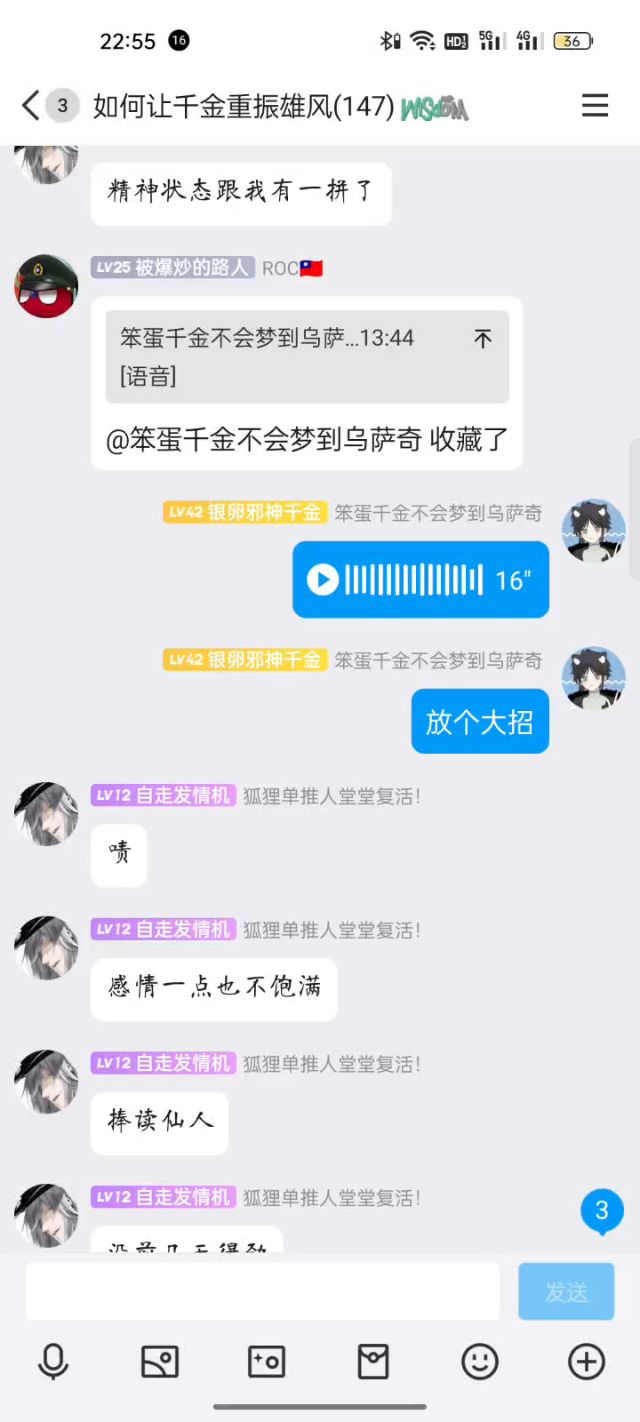 22:55 16 HD 5G 4G 36
3 如何让千金重振雄风(147) WISDOM
精神状态跟我有一拼了
LV25 被爆炒的路人 ROC🇹🇼
笨蛋千金不会梦到乌萨...13:44
[语音]
@笨蛋千金不会梦到乌萨奇 收藏了
LV42 银卵邪神千金 笨蛋千金不会梦到乌萨奇
16"
LV42 银卵邪神千金 笨蛋千金不会梦到乌萨奇
放个大招
LV12 自走发情机 狐狸单推人堂堂复活!
啧
LV12 自走发情机 狐狸单推人堂堂复活!
感情一点也不饱满
LV12 自走发情机 狐狸单推人堂堂复活!
捧读仙人
LV12 自走发情机 狐狸单推人堂堂复活!
没前几天得劲
3
发送